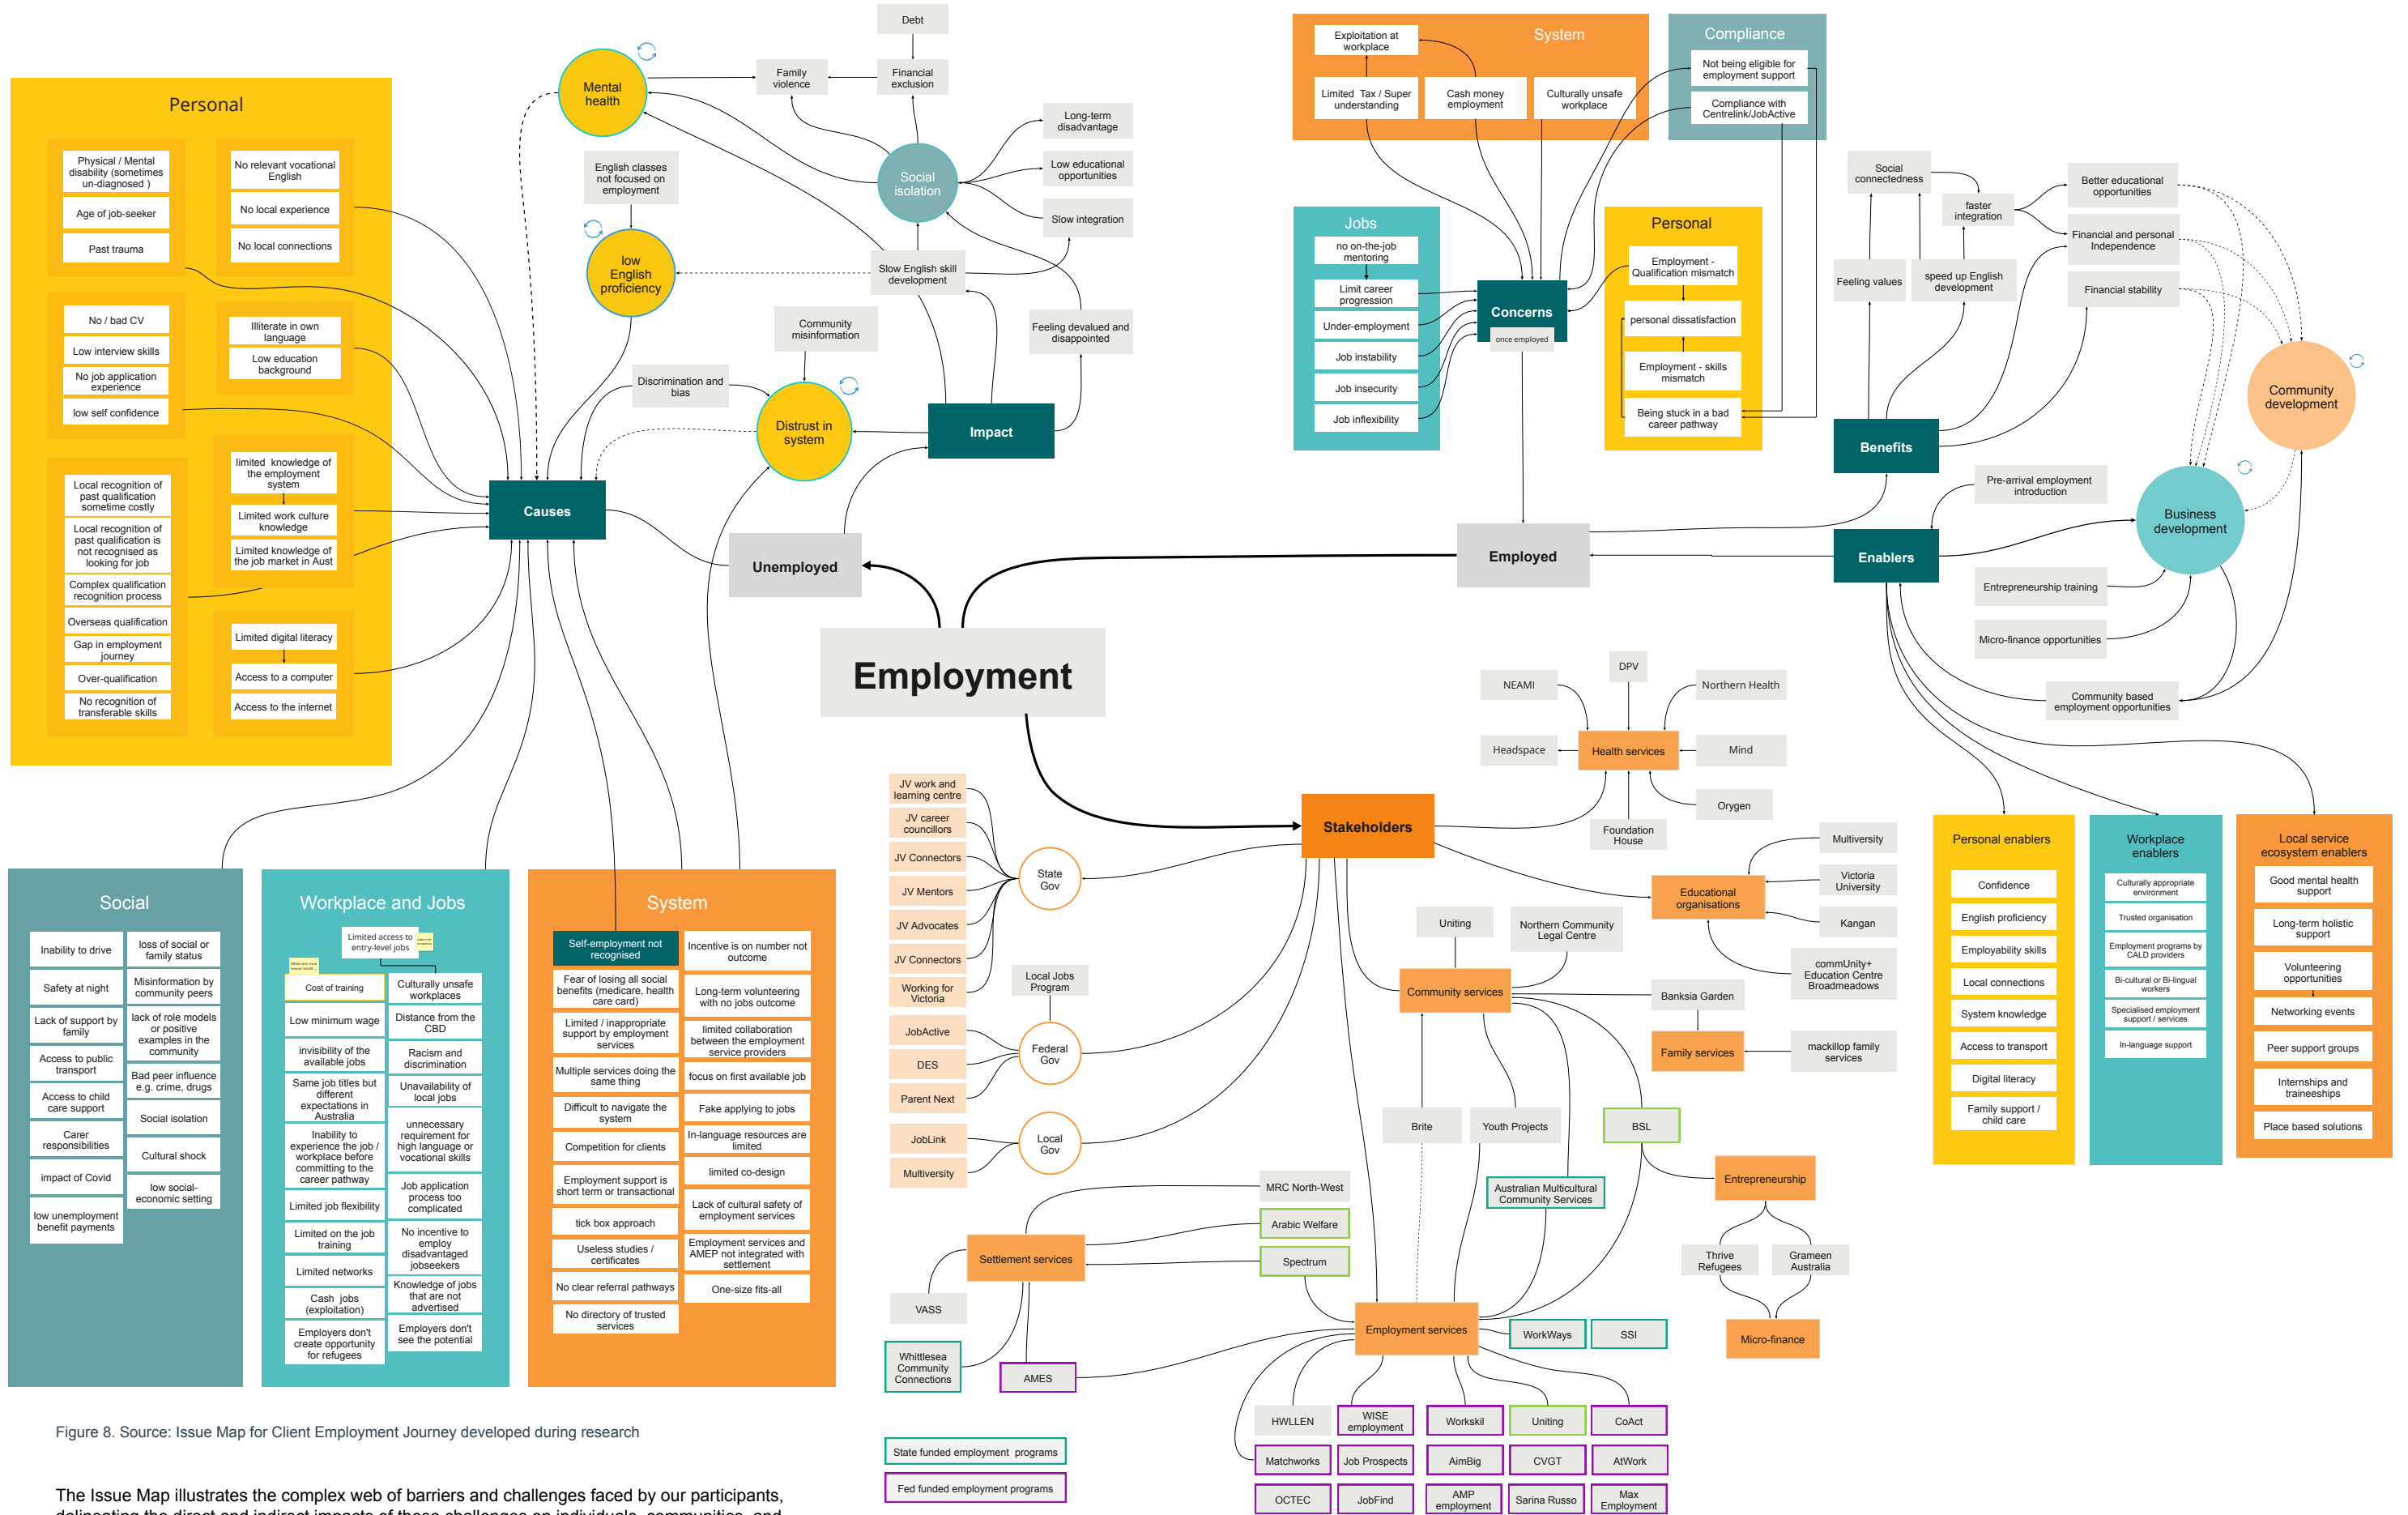 Personal
Physical / Mental
disability (sometimes
un-diagnosed )
Age of job-seeker
Past trauma
No relevant vocational
English
No local experience
No local connections
No / bad CV
Low interview skills
No job application
experience
low self confidence
Illiterate in own
language
Low education
background
Local recognition of
past qualification
sometime costly
Local recognition of
past qualification is
not recognised as
looking for job
Complex qualification
recognition process
Overseas qualification
Gap in employment
journey
Over-qualification
No recognition of
transferable skills
limited knowledge of
the employment
system
Limited work culture
knowledge
Limited knowledge of
the job market in Aust
Limited digital literacy
Access to a computer
Access to the internet
Mental
health
Debt
Family
violence
Financial
exclusion
English classes
not focused on
employment
low
English
proficiency
Social
isolation
Long-term
disadvantage
Low educational
opportunities
Slow integration
Slow English skill
development
Community
misinformation
Feeling devalued and
disappointed
Discrimination and
bias
Distrust in
system
Impact
Causes
Unemployed
Employment
System
Exploitation at
workplace
Limited Tax / Super
understanding
Cash money
employment
Culturally unsafe
workplace
Compliance
Not being eligible for
employment support
Compliance with
Centrelink/JobActive
Jobs
no on-the-job
mentoring
Limit career
progression
Under-employment
Job instability
Job insecurity
Job inflexibility
Concerns
once employed
Personal
Employment -
Qualification mismatch
personal dissatisfaction
Employment - skills
mismatch
Being stuck in a bad
career pathway
Employed
Social
connectedness
faster
integration
Better educational
opportunities
Financial and personal
Independence
Financial stability
Feeling values
speed up English
development
Community
development
Benefits
Pre-arrival employment
introduction
Business
development
Enablers
Entrepreneurship training
Micro-finance opportunities
Community based
employment opportunities
Social
Inability to drive
Safety at night
Lack of support by
family
Access to public
transport
Access to child
care support
Carer
responsibilities
impact of Covid
low unemployment
benefit payments
loss of social or
family status
Misinformation by
community peers
lack of role models
or positive
examples in the
community
Bad peer influence
e.g. crime, drugs
Social isolation
Cultural shock
low social-
economic setting
Workplace and Jobs
Limited access to
entry-level jobs
Cost of training
Low minimum wage
invisibility of the
available jobs
Same job titles but
different
expectations in
Australia
Inability to
experience the job /
workplace before
committing to the
career pathway
Limited job flexibility
Limited on the job
training
Limited networks
Cash jobs
(exploitation)
Employers don't
create opportunity
for refugees
Culturally unsafe
workplaces
Distance from the
CBD
Racism and
discrimination
Unavailability of
local jobs
unnecessary
requirement for
high language or
vocational skills
Job application
process too
complicated
No incentive to
employ
disadvantaged
jobseekers
Knowledge of jobs
that are not
advertised
Employers don't
see the potential
System
Self-employment not
recognised
Fear of losing all social
benefits (medicare, health
care card)
Limited / inappropriate
support by employment
services
Multiple services doing the
same thing
Difficult to navigate the
system
Competition for clients
Employment support is
short term or transactional
tick box approach
Useless studies /
certificates
No clear referral pathways
No directory of trusted
services
Incentive is on number not
outcome
Long-term volunteering
with no jobs outcome
limited collaboration
between the employment
service providers
focus on first available job
Fake applying to jobs
In-language resources are
limited
limited co-design
Lack of cultural safety of
employment services
Employment services and
AMEP not integrated with
settlement
One-size fits-all
Stakeholders
JV work and
learning centre
JV career
councillors
JV Connectors
JV Mentors
JV Advocates
JV Connectors
Working for
Victoria
State
Gov
Local Jobs
Program
JobActive
DES
Parent Next
Federal
Gov
JobLink
Multiversity
Local
Gov
NEAMI
DPV
Northern Health
Headspace
Health services
Mind
Orygen
Foundation
House
Educational
organisations
Multiversity
Victoria
University
Kangan
commUnity+
Education Centre
Broadmeadows
Uniting
Northern Community
Legal Centre
Community services
Banksia Garden
Family services
mackillop family
services
Brite
Youth Projects
BSL
Australian Multicultural
Community Services
Entrepreneurship
Thrive
Refugees
Grameen
Australia
Micro-finance
MRC North-West
Arabic Welfare
Spectrum
Settlement services
VASS
Whittlesea
Community
Connections
AMES
Employment services
WorkWays
SSI
HWLLEN
WISE
employment
Workskil
Uniting
CoAct
Matchworks
Job Prospects
AimBig
CVGT
AtWork
OCTEC
JobFind
AMP
employment
Sarina Russo
Max
Employment
State funded employment programs
Fed funded employment programs
Personal enablers
Confidence
English proficiency
Employability skills
Local connections
System knowledge
Access to transport
Digital literacy
Family support /
child care
Workplace
enablers
Culturally appropriate
environment
Trusted organisation
Employment programs by
CALD providers
Bi-cultural or Bi-lingual
workers
Specialised employment
support / services
In-language support
Local service
ecosystem enablers
Good mental health
support
Long-term holistic
support
Volunteering
opportunities
Networking events
Peer support groups
Internships and
traineeships
Place based solutions
Figure 8. Source: Issue Map for Client Employment Journey developed during research
The Issue Map illustrates the complex web of barriers and challenges faced by our participants,
delineating the direct and indirect impacts of these challenges on individuals, communities, and